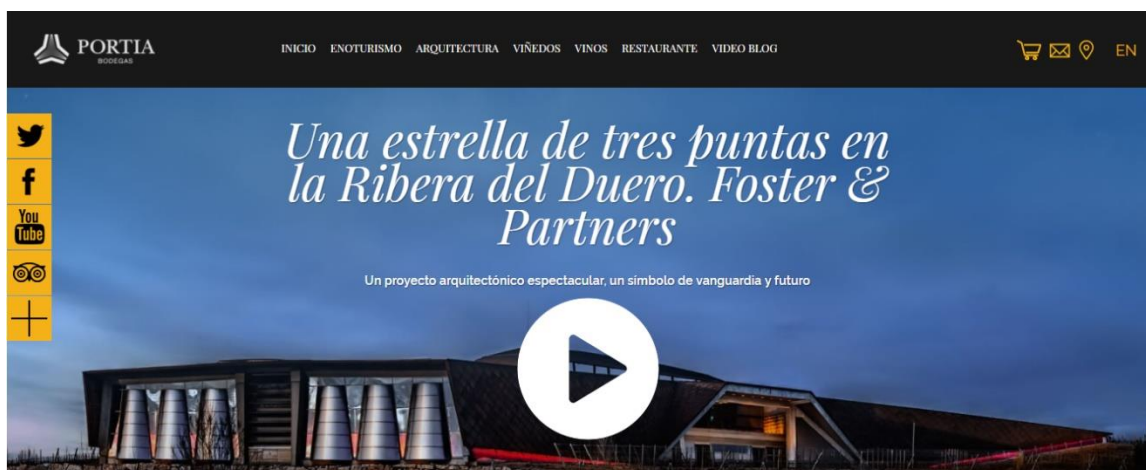 PORTIA
BODEGAS
INICIO ENOTURISMO ARQUITECTURA VIÑEDOS VINOS RESTAURANTE VIDEO BLOG
EN
You
Tube
Una estrella de tres puntas en
la Ribera del Duero. Foster &
Partners
Un proyecto arquitectónico espectacular, un símbolo de vanguardia y futuro